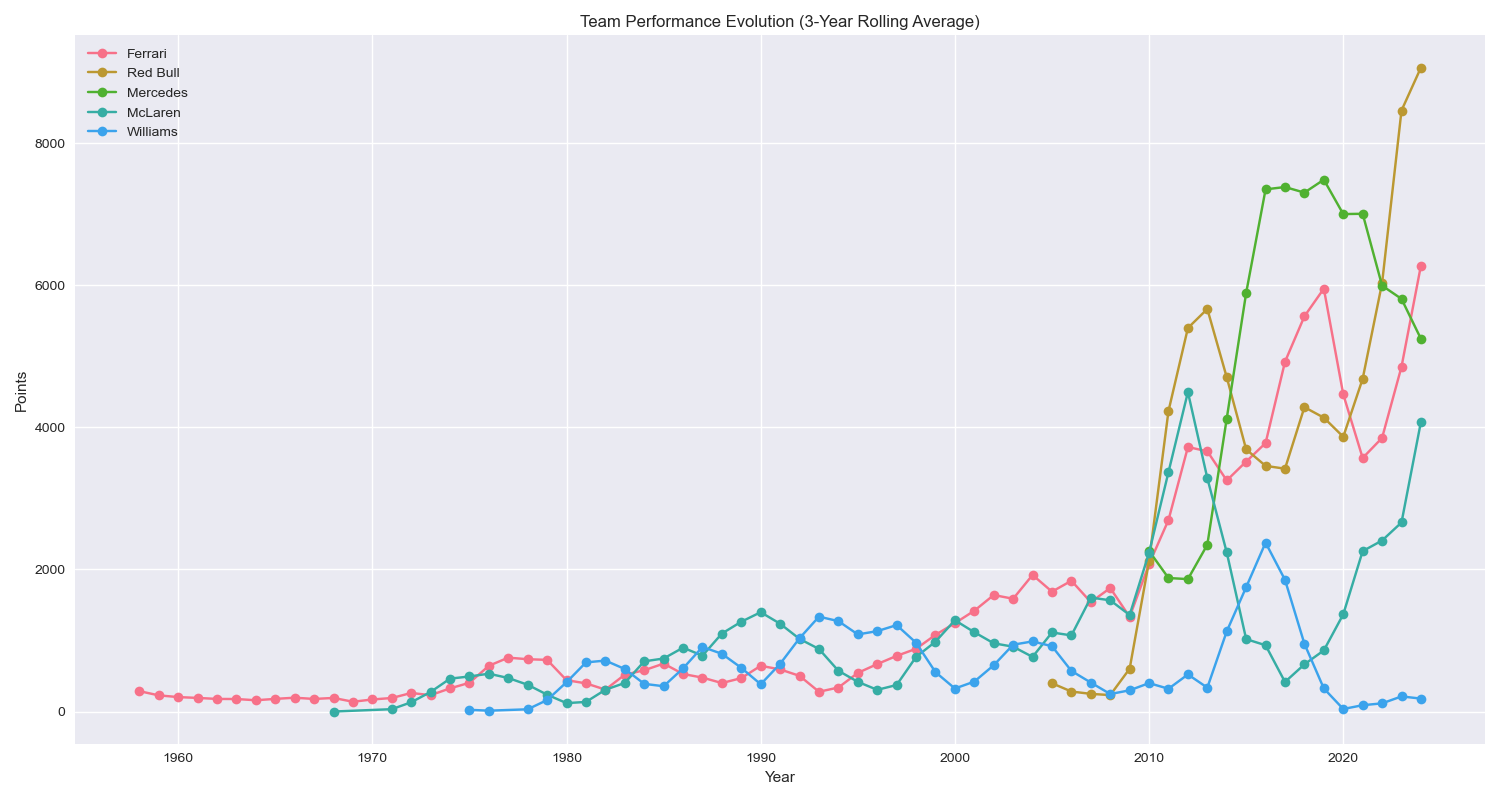 Team Performance Evolution (3-Year Rolling Average)
Ferrari
Red Bull
Mercedes
McLaren
Williams
8000
6000
4000
2000
0
Points
1960 1970 1980 1990 2000 2010 2020
Year